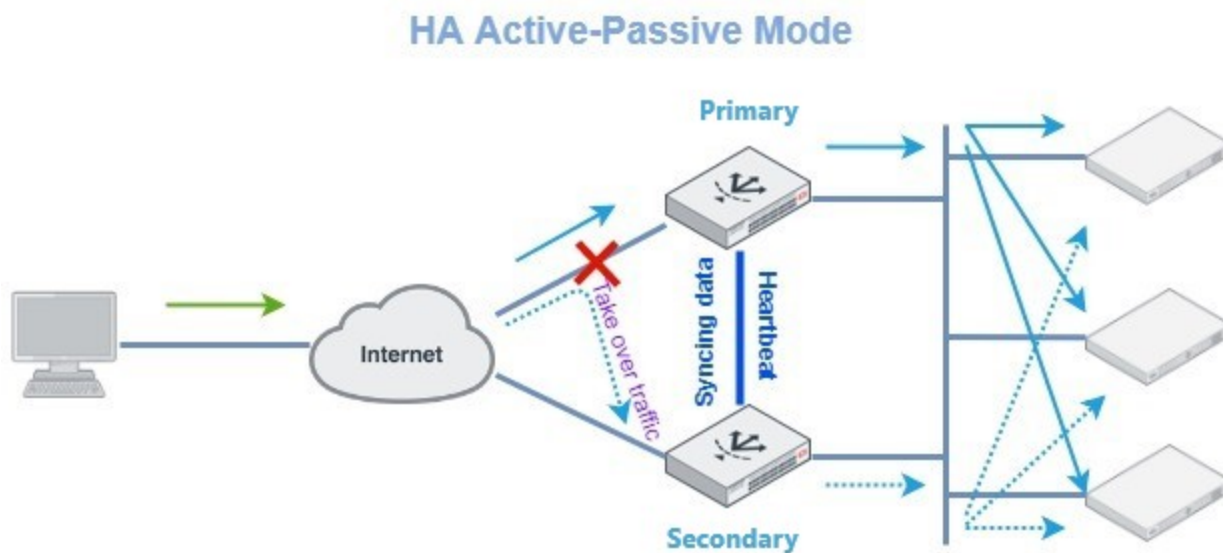 HA Active-Passive Mode
Primary
Internet
Take over traffic
Syncing data
Heartbeat
Secondary